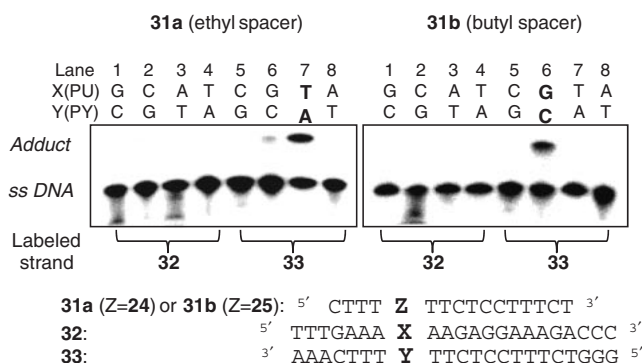 31a (ethyl spacer) 31b (butyl spacer)
Lane 1 2 3 4 5 6 7 8 1 2 3 4 5 6 7 8
X(PU) G C A T C G T A G C A T C G T A
Y(PY) C G T A G C A T C G T A G C A T
Adduct
ss DNA
Labeled strand 32 33 32 33
31a (Z=24) or 31b (Z=25): 5′ CTTT Z TTCTCCTTTCT 3′
32: 5′ TTTGAAA X AAGAGGAAAGACCC 3′
33: 3′ AAACTTT Y TTCTCCTTTCTGGG 5′